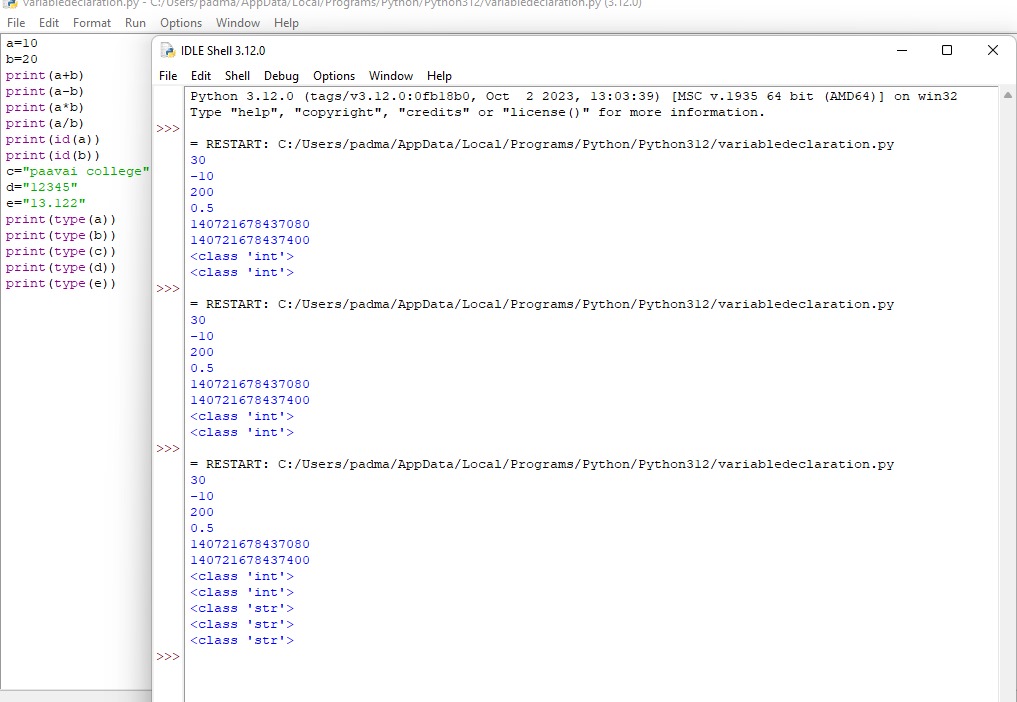 variabledeclaration.py - C:/Users/padma/AppData/Local/Programs/Python/Python312/variabledeclaration.py (3.12.0)
File Edit Format Run Options Window Help
a=10
b=20
print(a+b)
print(a-b)
print(a*b)
print(a/b)
print(id(a))
print(id(b))
c="paavai college"
d="12345"
e="13.122"
print(type(a))
print(type(b))
print(type(c))
print(type(d))
print(type(e))
IDLE Shell 3.12.0
File Edit Shell Debug Options Window Help
Python 3.12.0 (tags/v3.12.0:0fb18b0, Oct  2 2023, 13:03:39) [MSC v.1935 64 bit (AMD64)] on win32
Type "help", "copyright", "credits" or "license()" for more information.
>>>
= RESTART: C:/Users/padma/AppData/Local/Programs/Python/Python312/variabledeclaration.py
30
-10
200
0.5
140721678437080
140721678437400
<class 'int'>
<class 'int'>
>>>
= RESTART: C:/Users/padma/AppData/Local/Programs/Python/Python312/variabledeclaration.py
30
-10
200
0.5
140721678437080
140721678437400
<class 'int'>
<class 'int'>
>>>
= RESTART: C:/Users/padma/AppData/Local/Programs/Python/Python312/variabledeclaration.py
30
-10
200
0.5
140721678437080
140721678437400
<class 'int'>
<class 'int'>
<class 'str'>
<class 'str'>
<class 'str'>
>>>